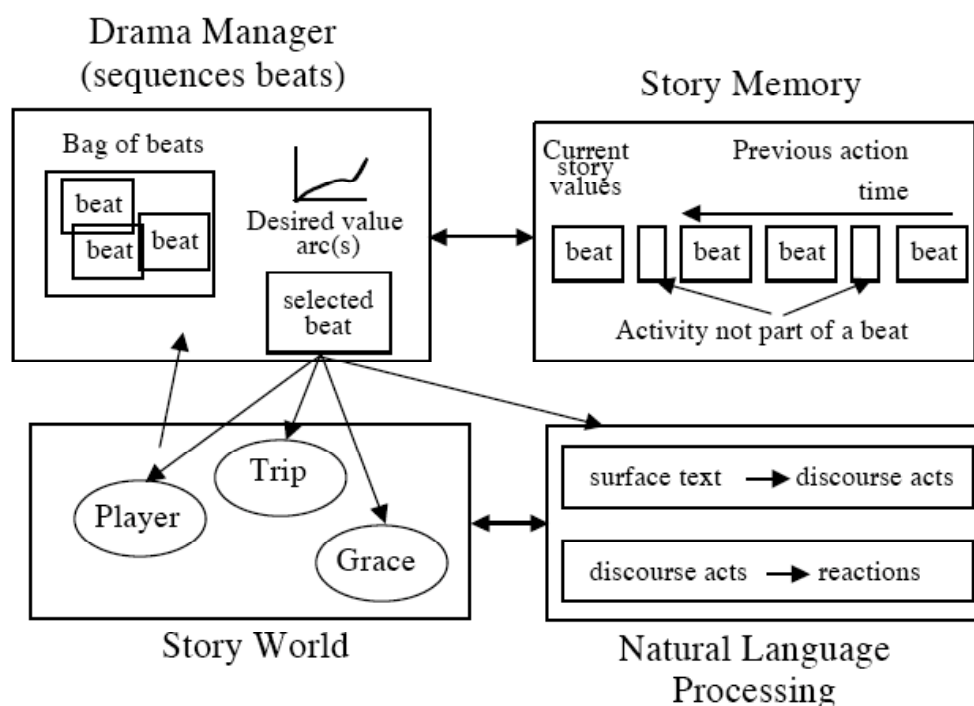 Drama Manager
(sequences beats)
Bag of beats
beat
beat
beat
Desired value
arc(s)
selected
beat
Story Memory
Current
story
values
Previous action
time
beat
beat
beat
beat
Activity not part of a beat
Player
Trip
Grace
Story World
surface text
discourse acts
discourse acts
reactions
Natural Language
Processing